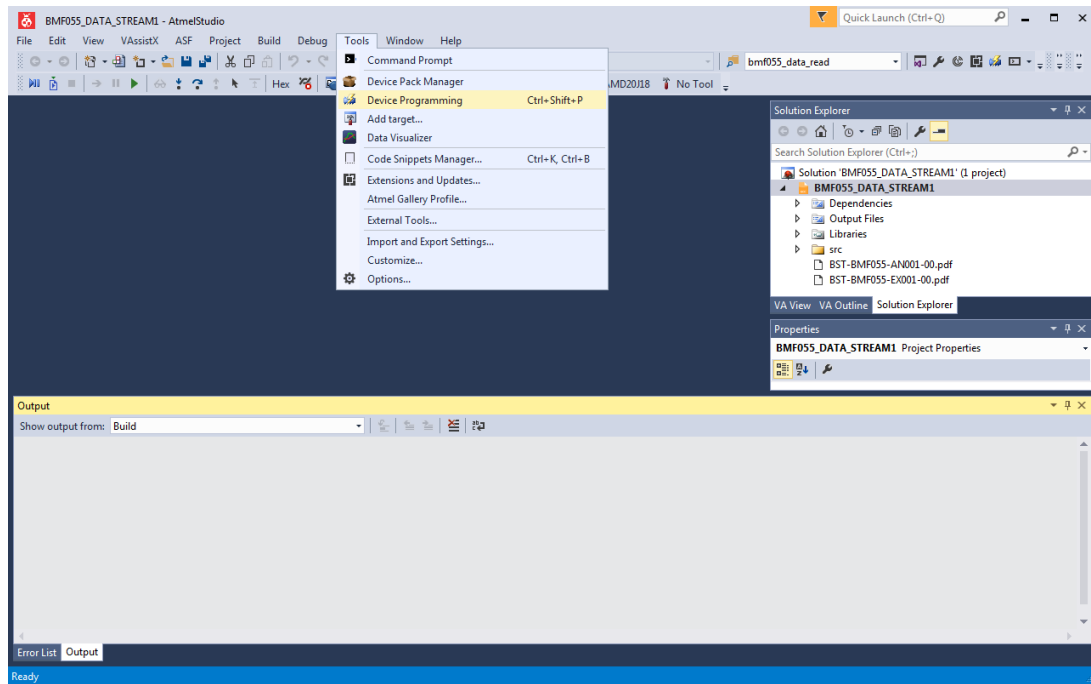 BMF055_DATA_STREAM1 - AtmelStudio
Quick Launch (Ctrl+Q)
File Edit View VAssistX ASF Project Build Debug Tools Window Help
bmf055_data_read
Hex
MD20J18 No Tool
Command Prompt
Device Pack Manager
Device Programming Ctrl+Shift+P
Add target...
Data Visualizer
Code Snippets Manager... Ctrl+K, Ctrl+B
Extensions and Updates...
Atmel Gallery Profile...
External Tools...
Import and Export Settings...
Customize...
Options...
Solution Explorer
Search Solution Explorer (Ctrl+;)
Solution 'BMF055_DATA_STREAM1' (1 project)
BMF055_DATA_STREAM1
Dependencies
Output Files
Libraries
src
BST-BMF055-AN001-00.pdf
BST-BMF055-EX001-00.pdf
VA View VA Outline Solution Explorer
Properties
BMF055_DATA_STREAM1 Project Properties
Output
Show output from: Build
Error List Output
Ready